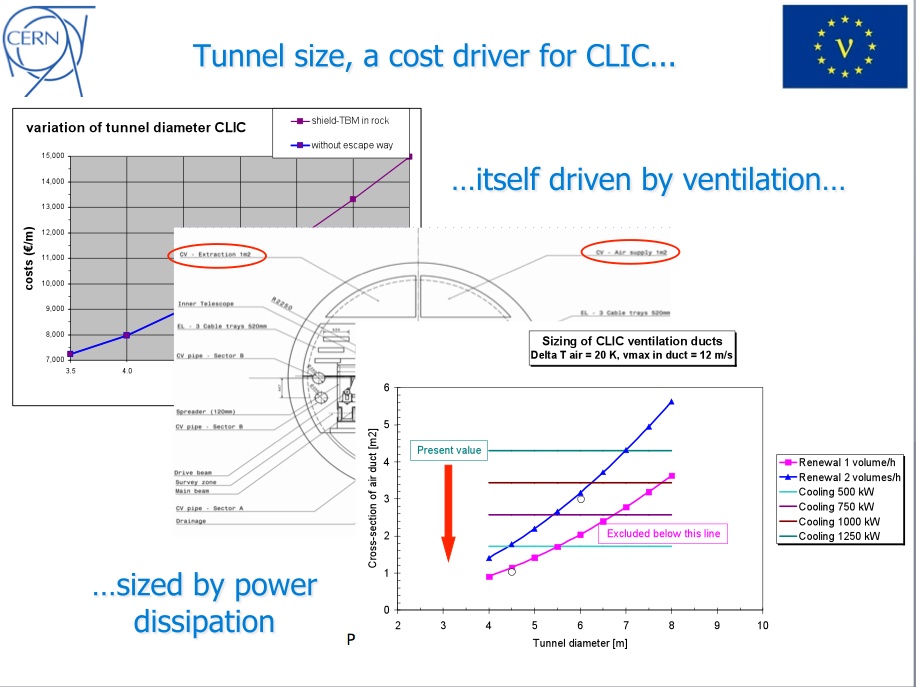 CERN
Tunnel size, a cost driver for CLIC...
ν
variation of tunnel diameter CLIC
shield-TBM in rock
without escape way
costs (€/m)
15,000
14,000
13,000
12,000
11,000
10,000
9,000
8,000
7,000
3.5
4.0
…itself driven by ventilation…
CV - Extraction 1m2
CV - Air supply 1m2
Inner Telescope
R2250
EL - 3 Cable trays 520mm
EL - 3 Cable trays 520mm
CV pipe - Sector B
Spreader (120mm)
CV pipe - Sector B
Drive beam
Survey zone
Main beam
CV pipe - Sector A
Drainage
Sizing of CLIC ventilation ducts
Delta T air = 20 K, vmax in duct = 12 m/s
Cross-section of air duct [m2]
6
5
4
3
2
1
0
Present value
Excluded below this line
2 3 4 5 6 7 8 9 10
Tunnel diameter [m]
Renewal 1 volume/h
Renewal 2 volumes/h
Cooling 500 kW
Cooling 750 kW
Cooling 1000 kW
Cooling 1250 kW
…sized by power
dissipation
P